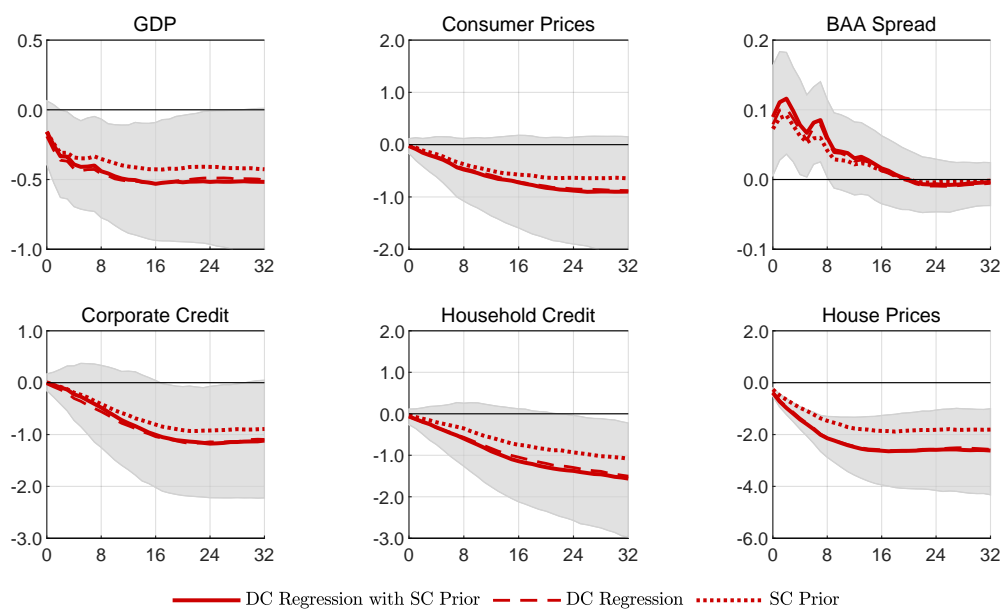 GDP
0.5
0.0
-0.5
-1.0
0 8 16 24 32
Consumer Prices
2.0
1.0
0.0
-1.0
-2.0
0 8 16 24 32
BAA Spread
0.2
0.1
0.0
-0.1
0 8 16 24 32
Corporate Credit
1.0
0.0
-1.0
-2.0
-3.0
0 8 16 24 32
Household Credit
2.0
1.0
0.0
-1.0
-2.0
-3.0
0 8 16 24 32
House Prices
2.0
0.0
-2.0
-4.0
-6.0
0 8 16 24 32
DC Regression with SC Prior DC Regression SC Prior